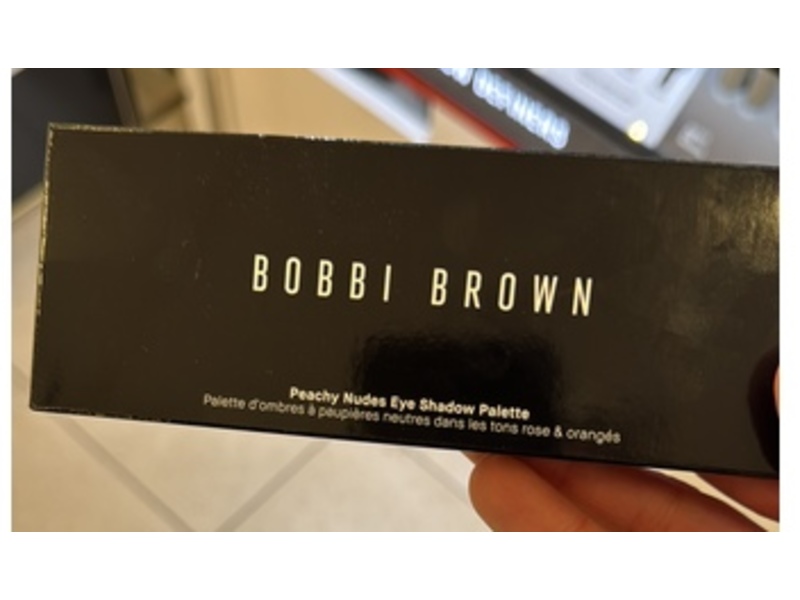 BOBBI BROWN
Peachy Nudes Eye Shadow Palette
Palette d'ombres à paupières neutres dans les tons rose & orangés